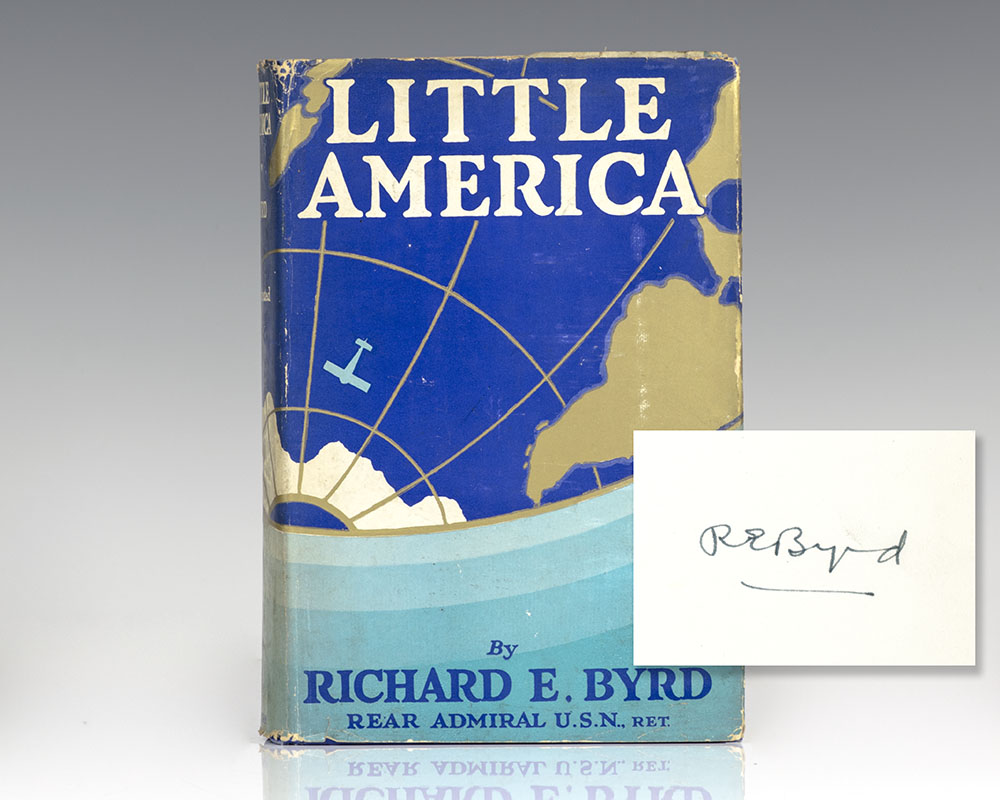 LITTLE
AMERICA
By
RICHARD E. BYRD
REAR ADMIRAL U.S.N., RET.
R E Byrd